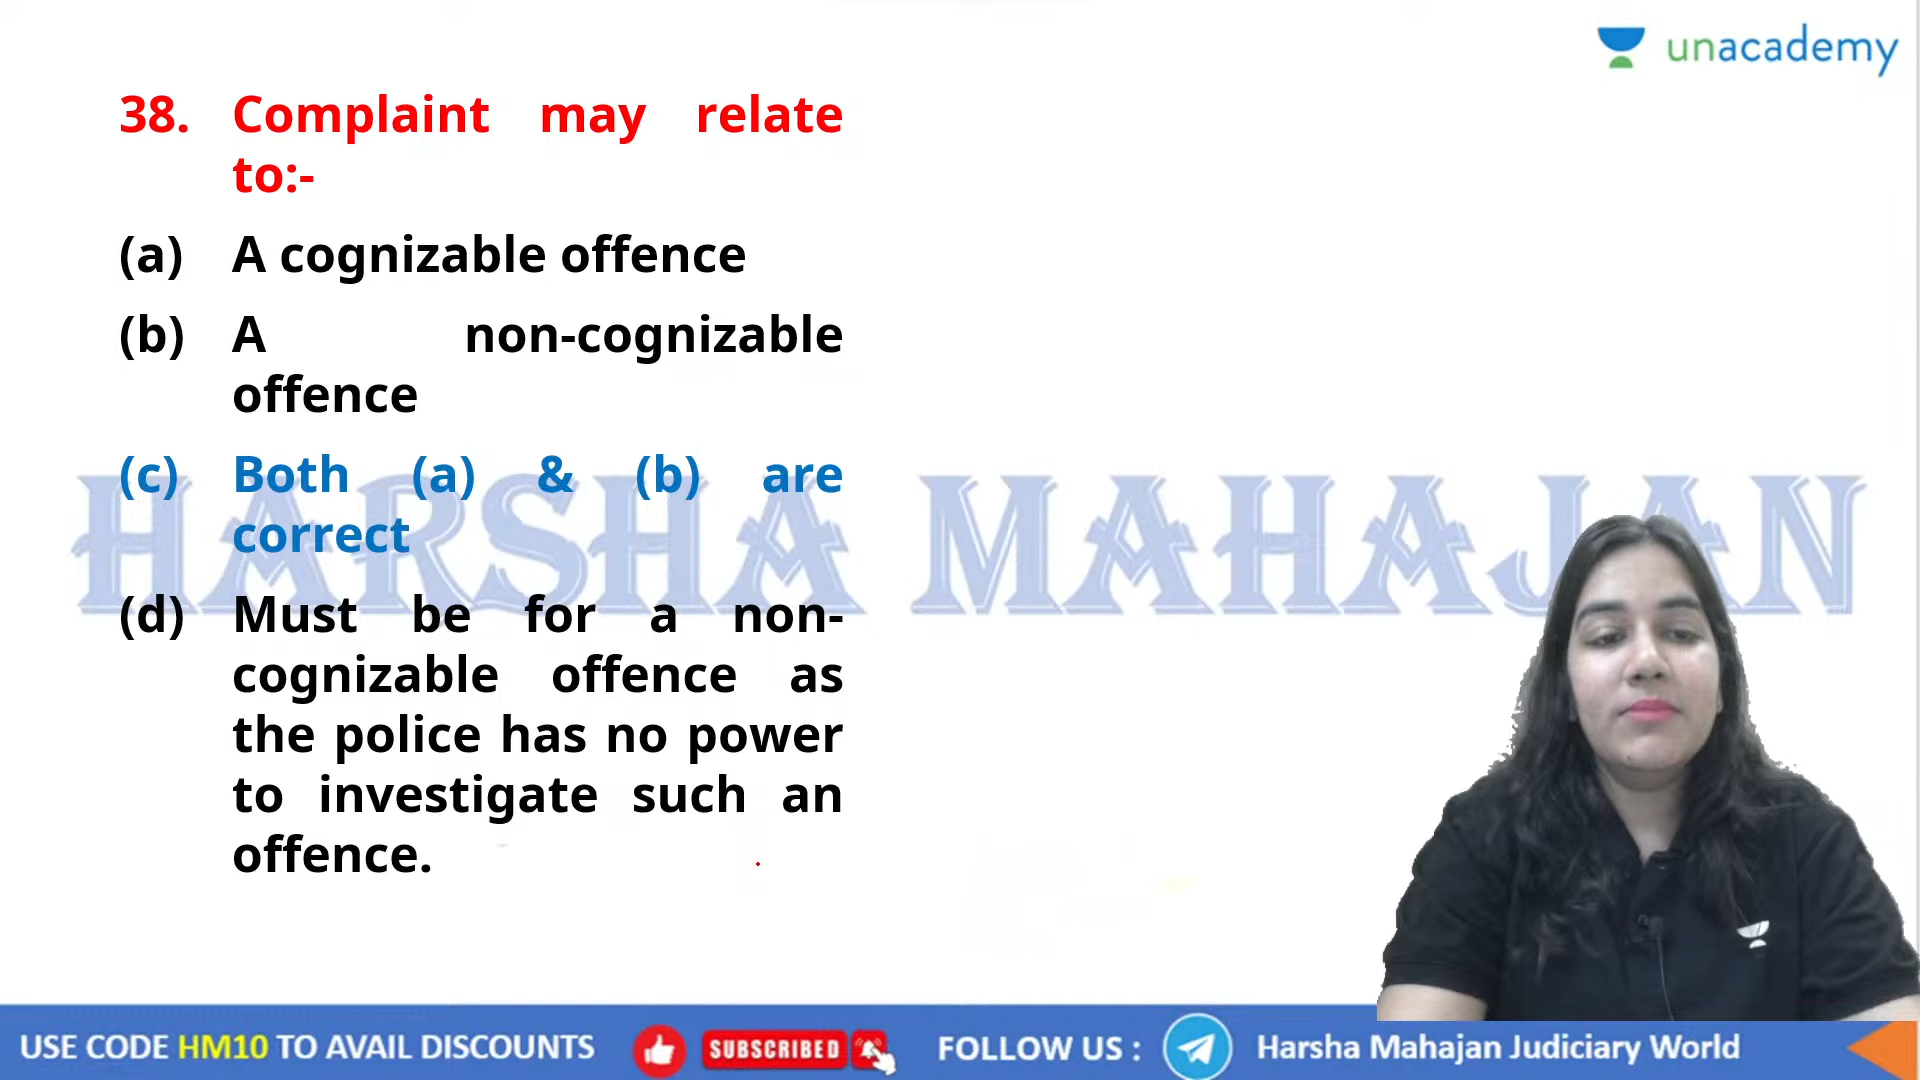 unacademy
38. Complaint may relate
to:-
(a) A cognizable offence
(b) A non-cognizable
offence
(c) Both (a) & (b) are
correct
HARSHA MAHAJAN
(d) Must be for a non-
cognizable offence as
the police has no power
to investigate such an
offence.
USE CODE HM10 TO AVAIL DISCOUNTS
SUBSCRIBED
FOLLOW US :
Harsha Mahajan Judiciary World